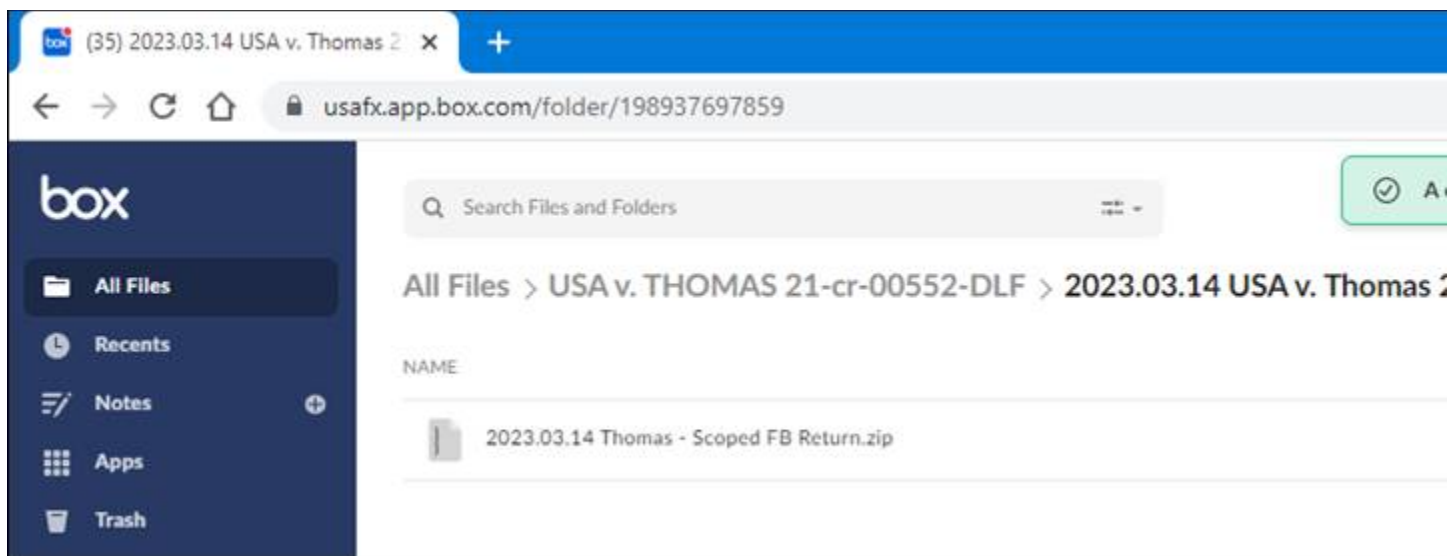 box (35) 2023.03.14 USA v. Thomas 2
usafx.app.box.com/folder/198937697859
box
Search Files and Folders
A
All Files
All Files > USA v. THOMAS 21-cr-00552-DLF > 2023.03.14 USA v. Thomas 2
Recents
NAME
Notes
2023.03.14 Thomas - Scoped FB Return.zip
Apps
Trash